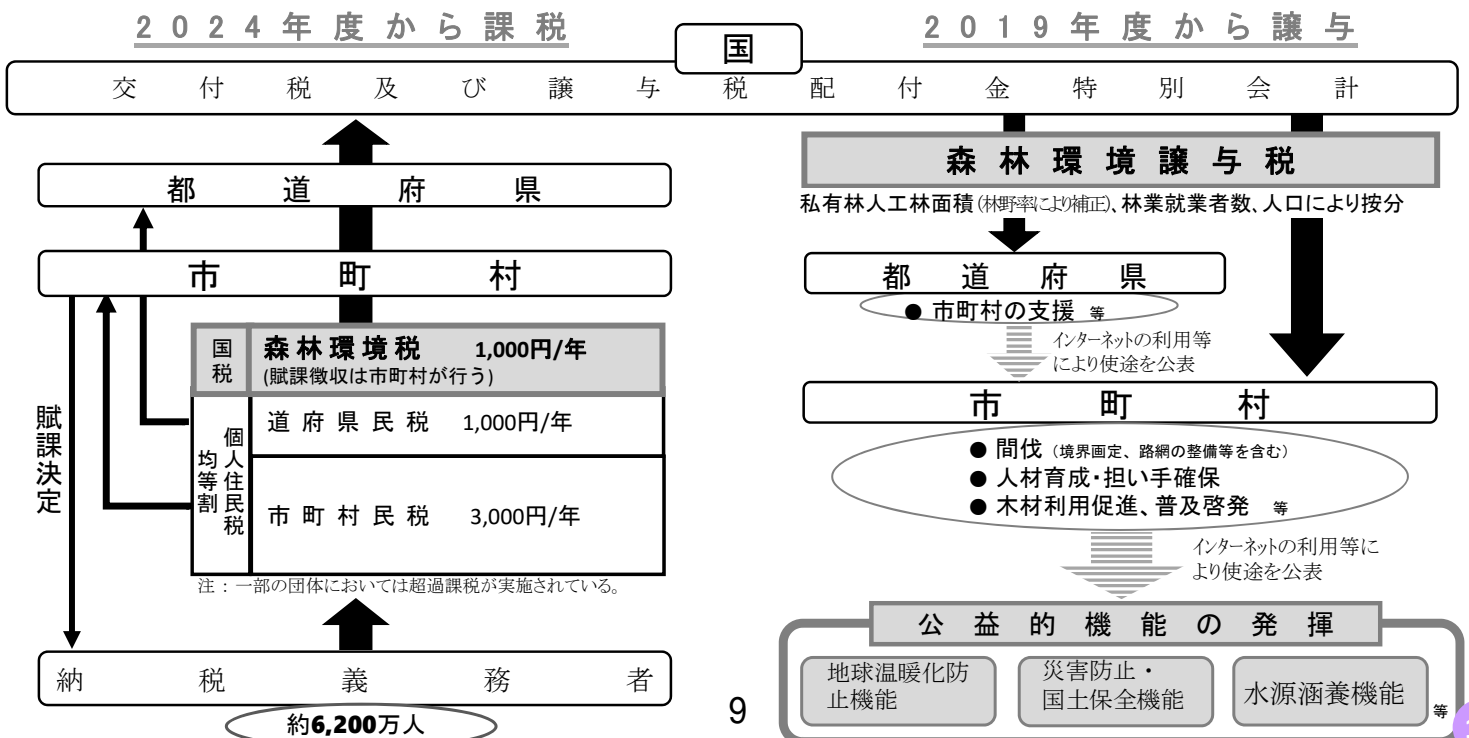 2024年度から課税
2019年度から譲与
国
交付税及び譲与税配付金特別会計
都道府県
市町村
国税
森林環境税 1,000円/年
(賦課徴収は市町村が行う)
個人住民税
均等割
道府県民税 1,000円/年
市町村民税 3,000円/年
注：一部の団体においては超過課税が実施されている。
賦課決定
納税義務者
約6,200万人
森林環境譲与税
私有林人工林面積(林野率により補正)、林業就業者数、人口により按分
都道府県
● 市町村の支援 等
インターネットの利用等
により使途を公表
市町村
● 間伐（境界画定、路網の整備等を含む）
● 人材育成・担い手確保
● 木材利用促進、普及啓発 等
インターネットの利用等に
より使途を公表
公益的機能の発揮
地球温暖化防
止機能
災害防止・
国土保全機能
水源涵養機能
等
9